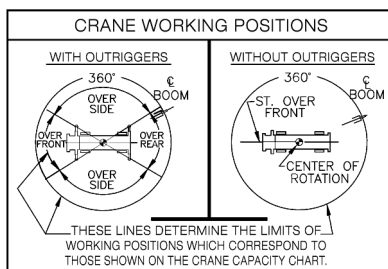 CRANE WORKING POSITIONS
WITH OUTRIGGERS
360°
℄
BOOM
OVER
SIDE
OVER
FRONT
OVER
REAR
OVER
SIDE
WITHOUT OUTRIGGERS
360°
℄
BOOM
ST. OVER
FRONT
CENTER OF
ROTATION
THESE LINES DETERMINE THE LIMITS OF
WORKING POSITIONS WHICH CORRESPOND TO
THOSE SHOWN ON THE CRANE CAPACITY CHART.